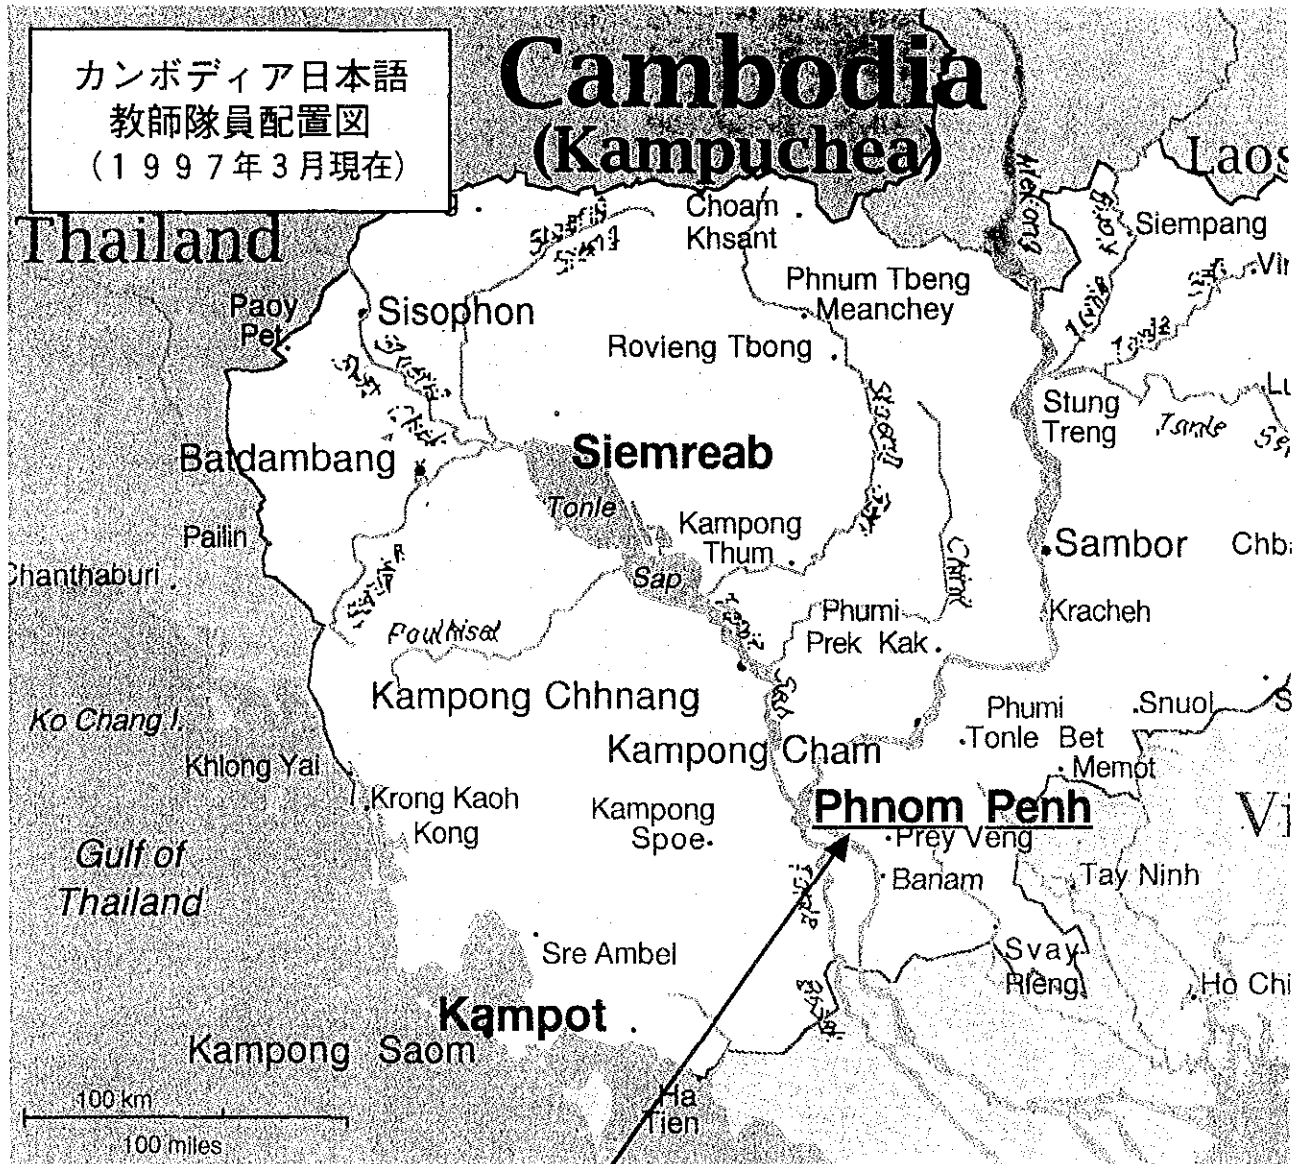 カンボディア日本語
教師隊員配置図
(1997年3月現在)
Cambodia
(Kampuchea)
Laos
Thailand
Mekong
Choam
Khsant
Siempang
Phnum Tbeng
Meanchey
Paoy
Pet
Sisophon
Rovieng Tbong
Stung
Treng
Tonle
Batdambang
Siemreab
Tonle
Pailin
Kampong
Thum
Sambor
Chanthaburi
Sap
Chinit
Phumi
Prek Kak
Kracheh
Kampong Chhnang
Sab
Ko Chang I.
Phumi
Tonle Bet
Snuol
Kampong Cham
Khlong Yai
Memot
Krong Kaoh
Kong
Kampong
Spoe
Phnom Penh
Prey Veng
Gulf of
Thailand
Banam
Tay Ninh
Sre Ambel
Svay
Rieng
Ho Chi
Kampot
Kampong Saom
100 km
100 miles
Ha
Tien